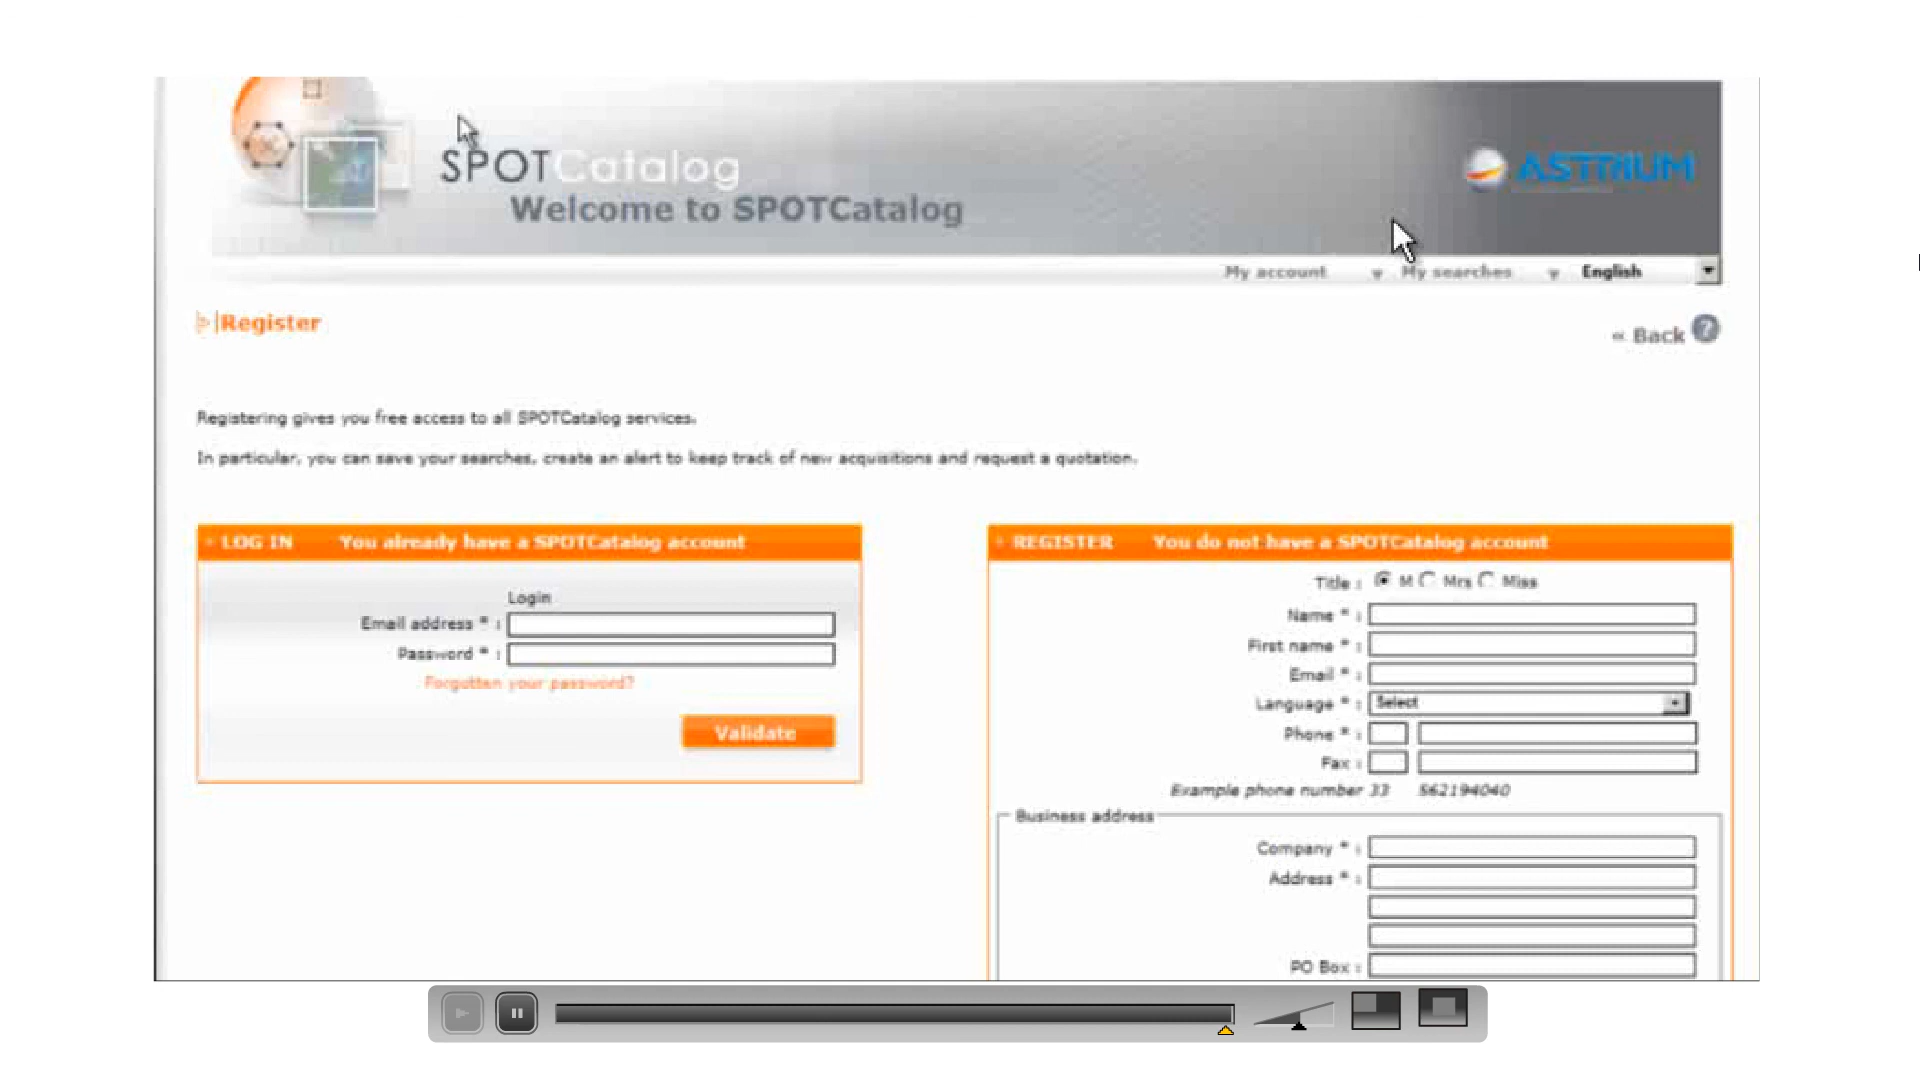 SPOTCatalog
Welcome to SPOTCatalog
ASTRIUM
My account
My searches
English
Register
« Back ?
Registering gives you free access to all SPOTCatalog services.
In particular, you can save your searches, create an alert to keep track of new acquisitions and request a quotation.
LOG IN You already have a SPOTCatalog account
Login
Email address * :
Password * :
Forgotten your password?
Validate
REGISTER You do not have a SPOTCatalog account
Title : M Mrs Miss
Name * :
First name * :
Email * :
Language * : Select
Phone * :
Fax :
Example phone number 33 562194040
Business address
Company * :
Address * :
PO Box :